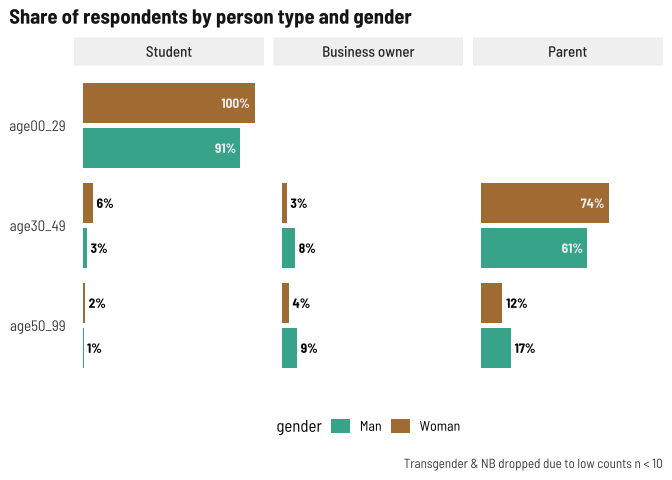 Share of respondents by person type and gender
Student
Business owner
Parent
age00_29
100%
91%
age30_49
6%
3%
3%
8%
74%
61%
age50_99
2%
1%
4%
9%
12%
17%
gender
Man
Woman
Transgender & NB dropped due to low counts n < 10